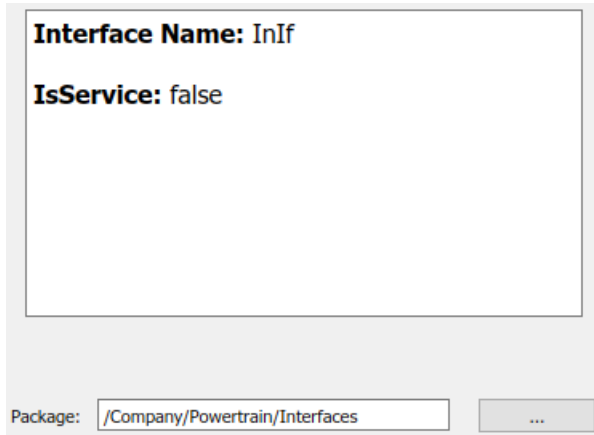 Interface Name: InIf
IsService: false
Package: /Company/Powertrain/Interfaces ...